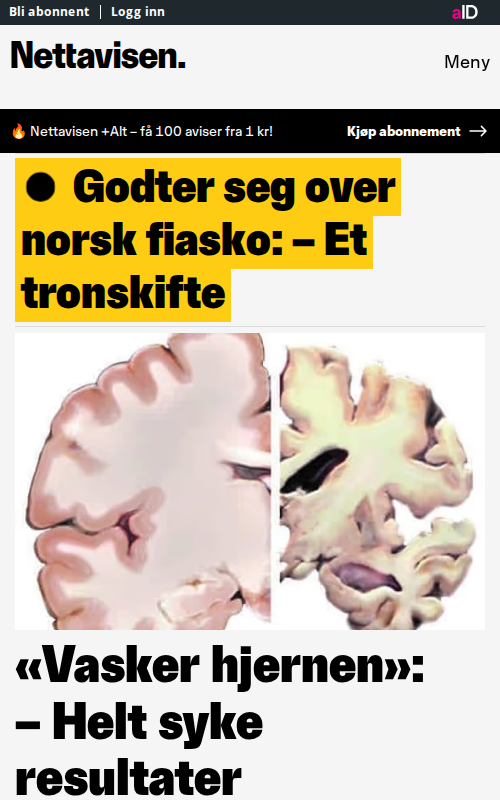 Bli abonnent | Logg inn
aID
Nettavisen.
Meny
🔥 Nettavisen +Alt – få 100 aviser fra 1 kr!
Kjøp abonnement →
● Godter seg over
norsk fiasko: – Et
tronskifte
«Vasker hjernen»:
– Helt syke
resultater